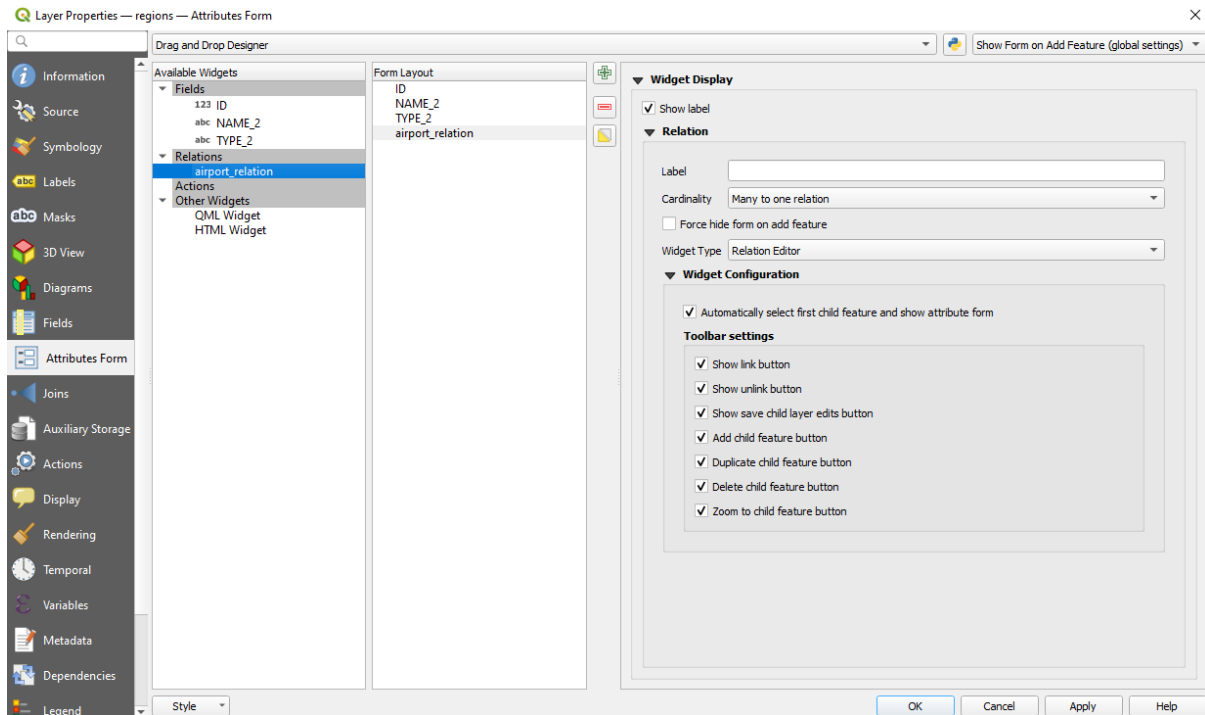 Layer Properties — regions — Attributes Form
Information
Source
Symbology
abc Labels
abc Masks
3D View
Diagrams
Fields
Attributes Form
Joins
Auxiliary Storage
Actions
Display
Rendering
Temporal
Variables
Metadata
Dependencies
Legend
Drag and Drop Designer
Show Form on Add Feature (global settings)
Available Widgets
Fields
123 ID
abc NAME_2
abc TYPE_2
Relations
airport_relation
Actions
Other Widgets
QML Widget
HTML Widget
Form Layout
ID
NAME_2
TYPE_2
airport_relation
Widget Display
Show label
Relation
Label
Cardinality Many to one relation
Force hide form on add feature
Widget Type Relation Editor
Widget Configuration
Automatically select first child feature and show attribute form
Toolbar settings
Show link button
Show unlink button
Show save child layer edits button
Add child feature button
Duplicate child feature button
Delete child feature button
Zoom to child feature button
Style
OK
Cancel
Apply
Help